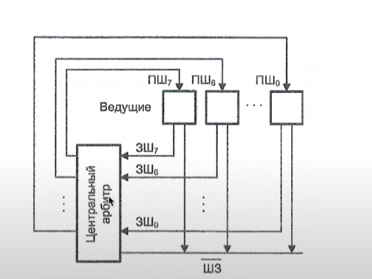 ПШ₇ ПШ₆ ПШ₀
Ведущие
ЗШ₇
ЗШ₆
ЗШ₀
Центральный
арбитр
ШЗ